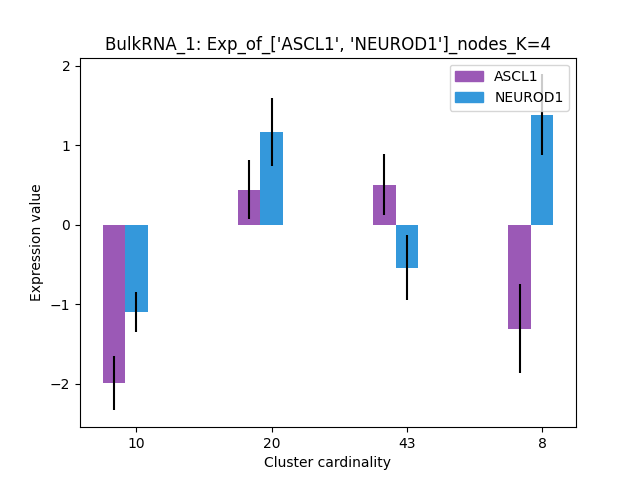 BulkRNA_1: Exp_of_['ASCL1', 'NEUROD1']_nodes_K=4
ASCL1
NEUROD1
2
1
0
−1
−2
Expression value
10 20 43 8
Cluster cardinality